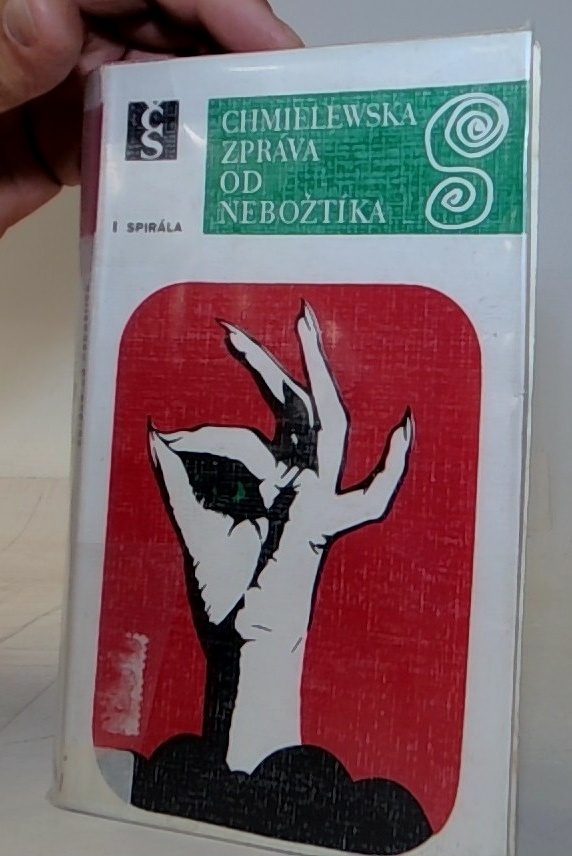 ČS
CHMIELEWSKA
ZPRÁVA
OD
NEBOŽTÍKA
SPIRÁLA